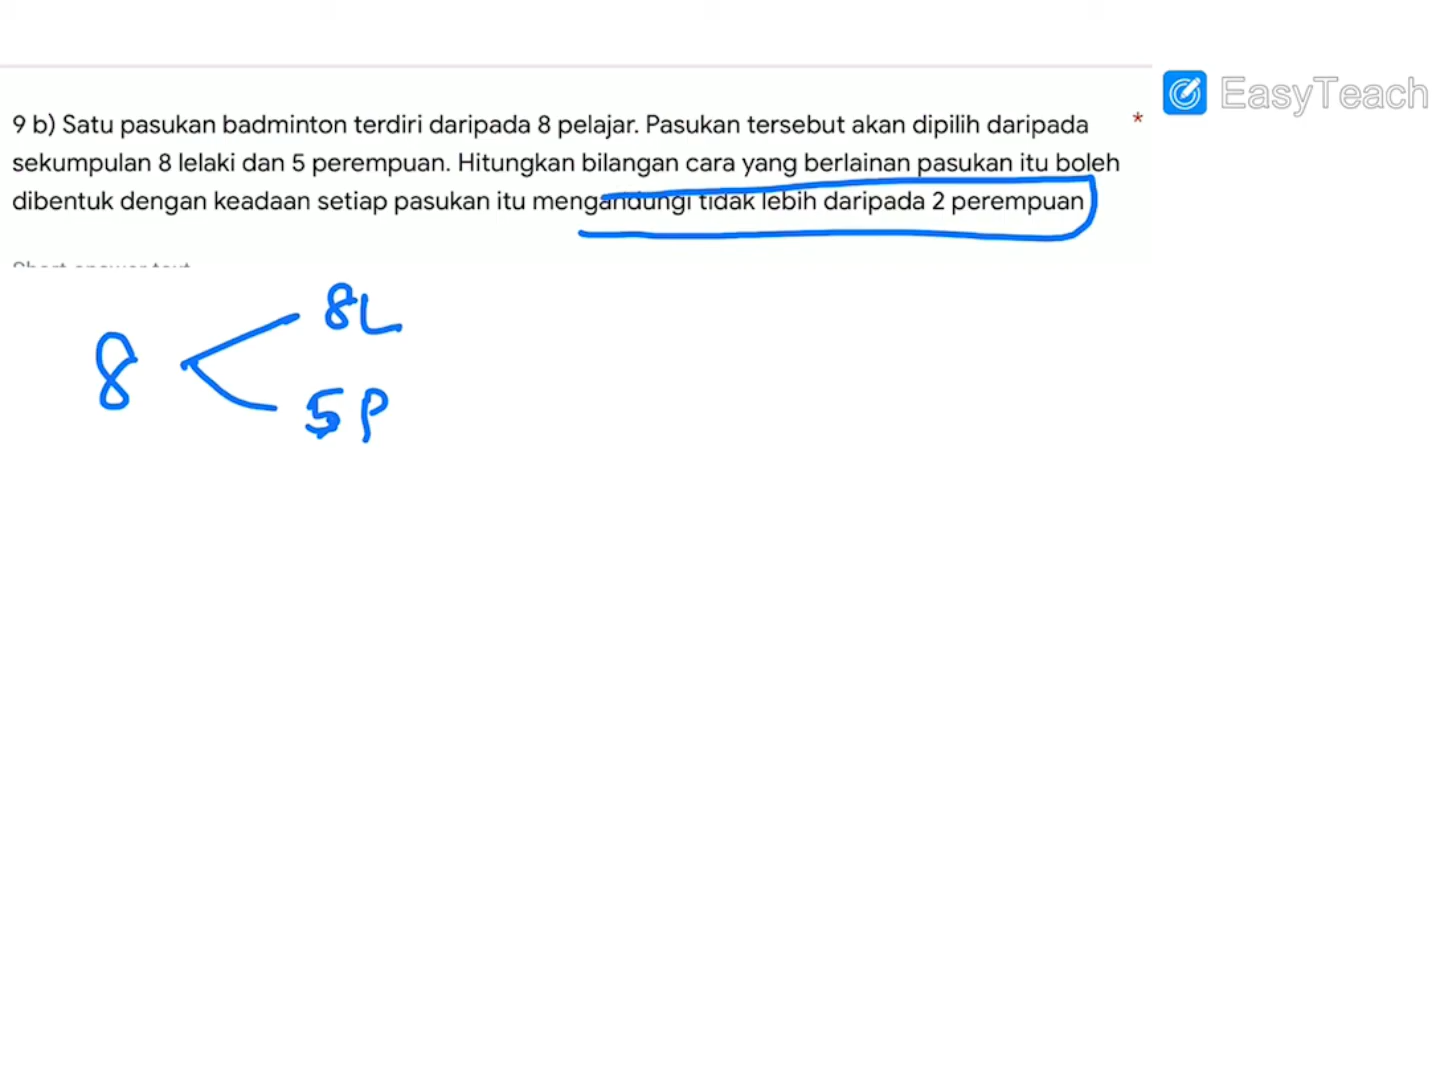 EasyTeach
9 b) Satu pasukan badminton terdiri daripada 8 pelajar. Pasukan tersebut akan dipilih daripada *
sekumpulan 8 lelaki dan 5 perempuan. Hitungkan bilangan cara yang berlainan pasukan itu boleh
dibentuk dengan keadaan setiap pasukan itu mengandungi tidak lebih daripada 2 perempuan
8L
8
5P